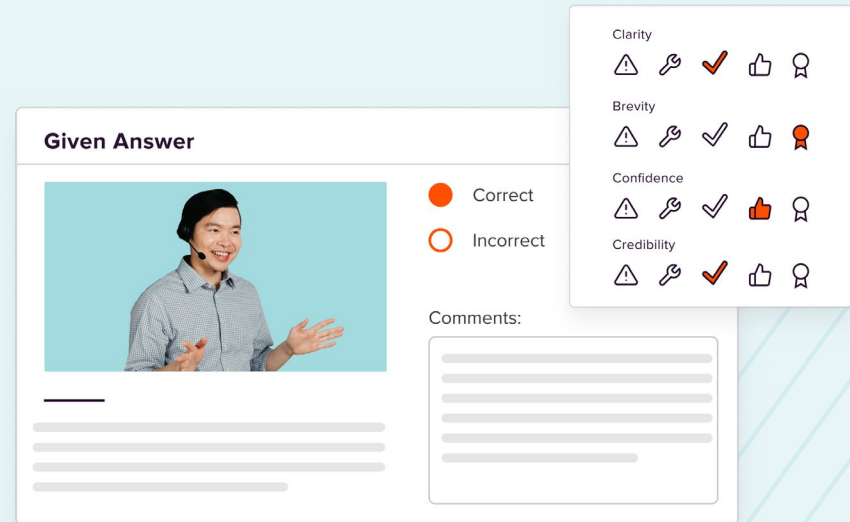 Clarity
Brevity
Confidence
Credibility
Given Answer
Correct
Incorrect
Comments: